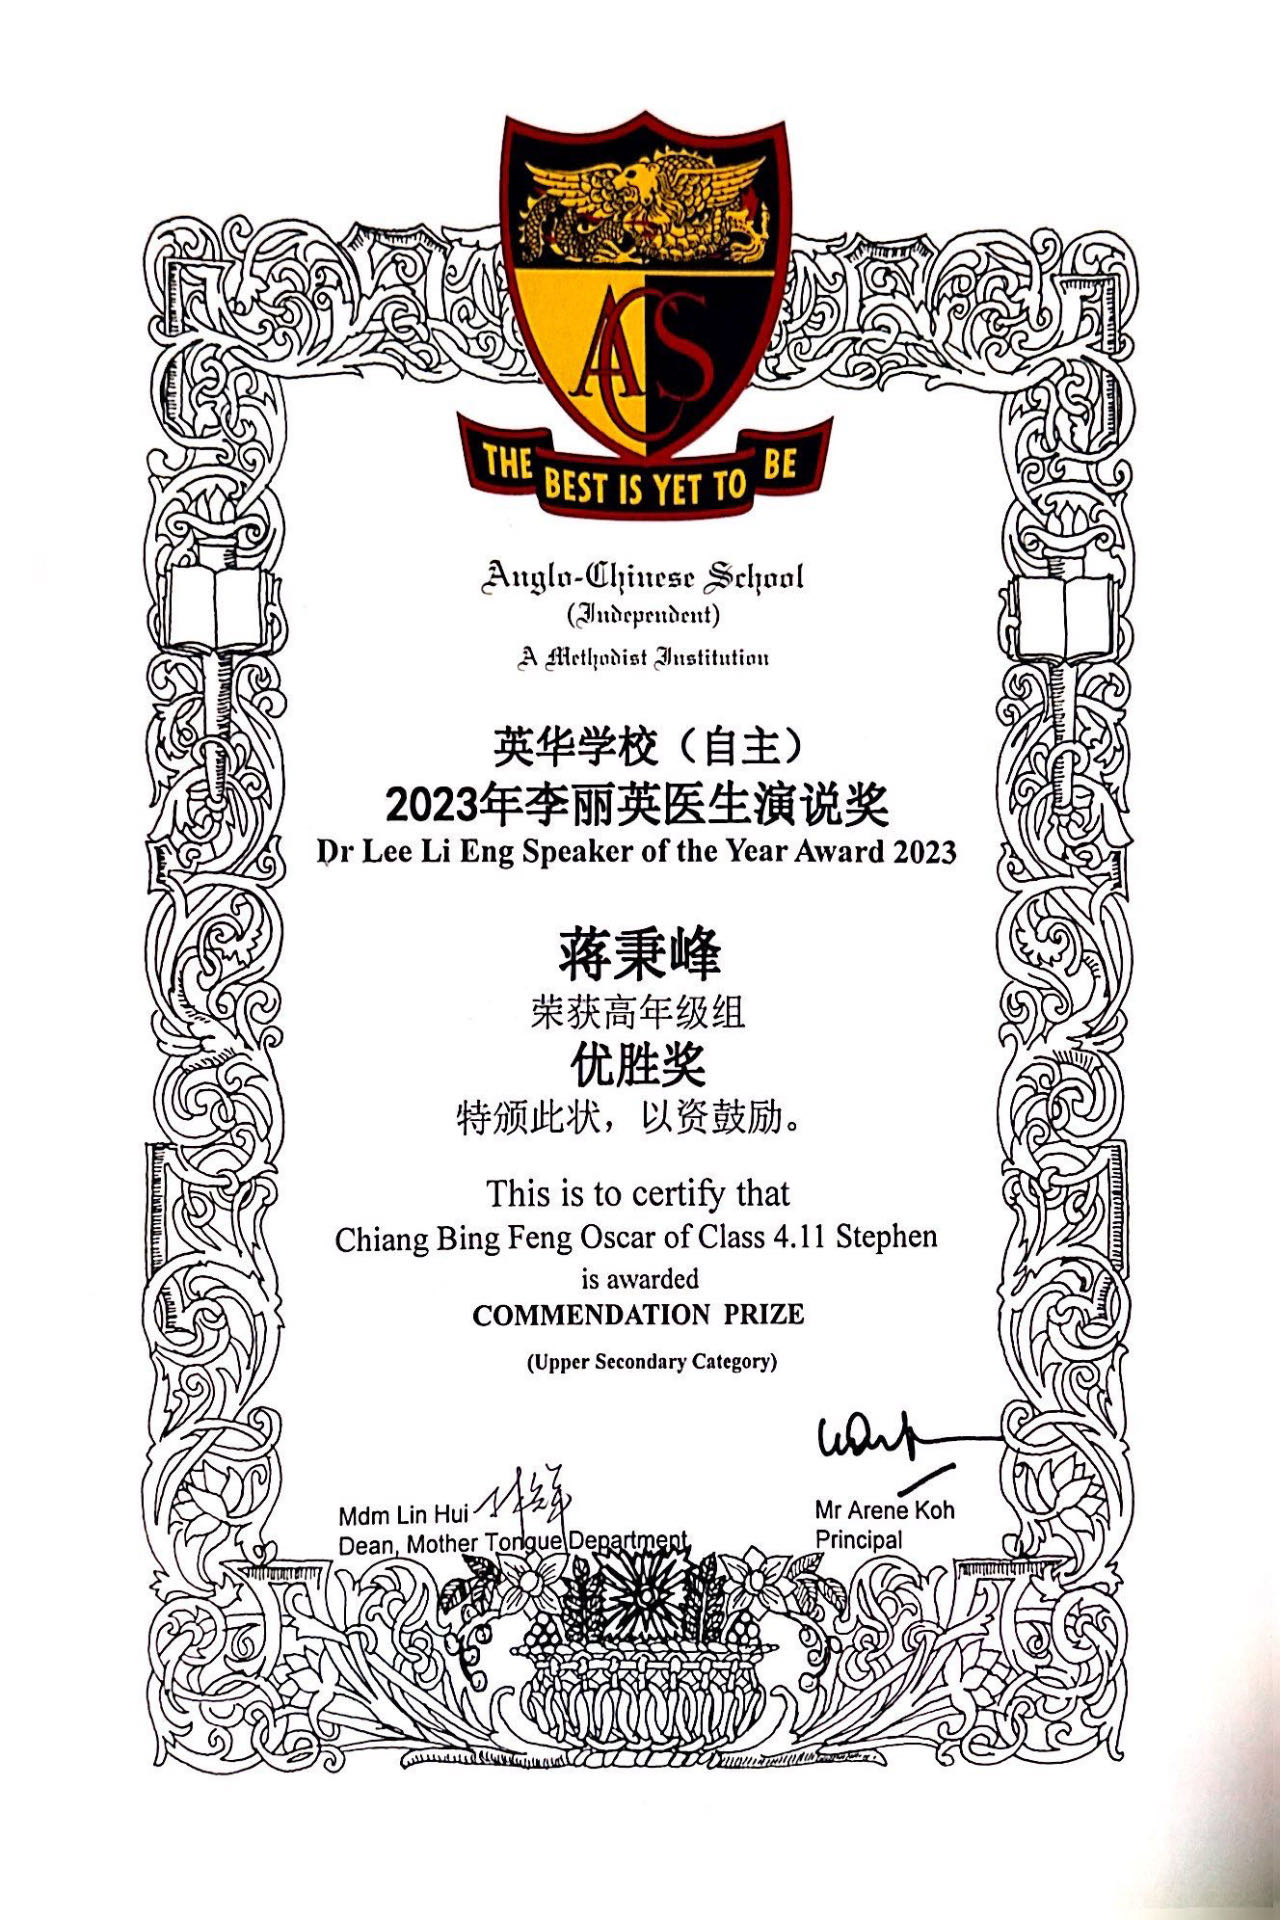 ACS
THE BEST IS YET TO BE
Anglo-Chinese School
(Independent)
A Methodist Institution
英华学校（自主）
2023年李丽英医生演说奖
Dr Lee Li Eng Speaker of the Year Award 2023
蒋秉峰
荣获高年级组
优胜奖
特颁此状，以资鼓励。
This is to certify that
Chiang Bing Feng Oscar of Class 4.11 Stephen
is awarded
COMMENDATION PRIZE
(Upper Secondary Category)
Mdm Lin Hui
Dean, Mother Tongue Department
Mr Arene Koh
Principal